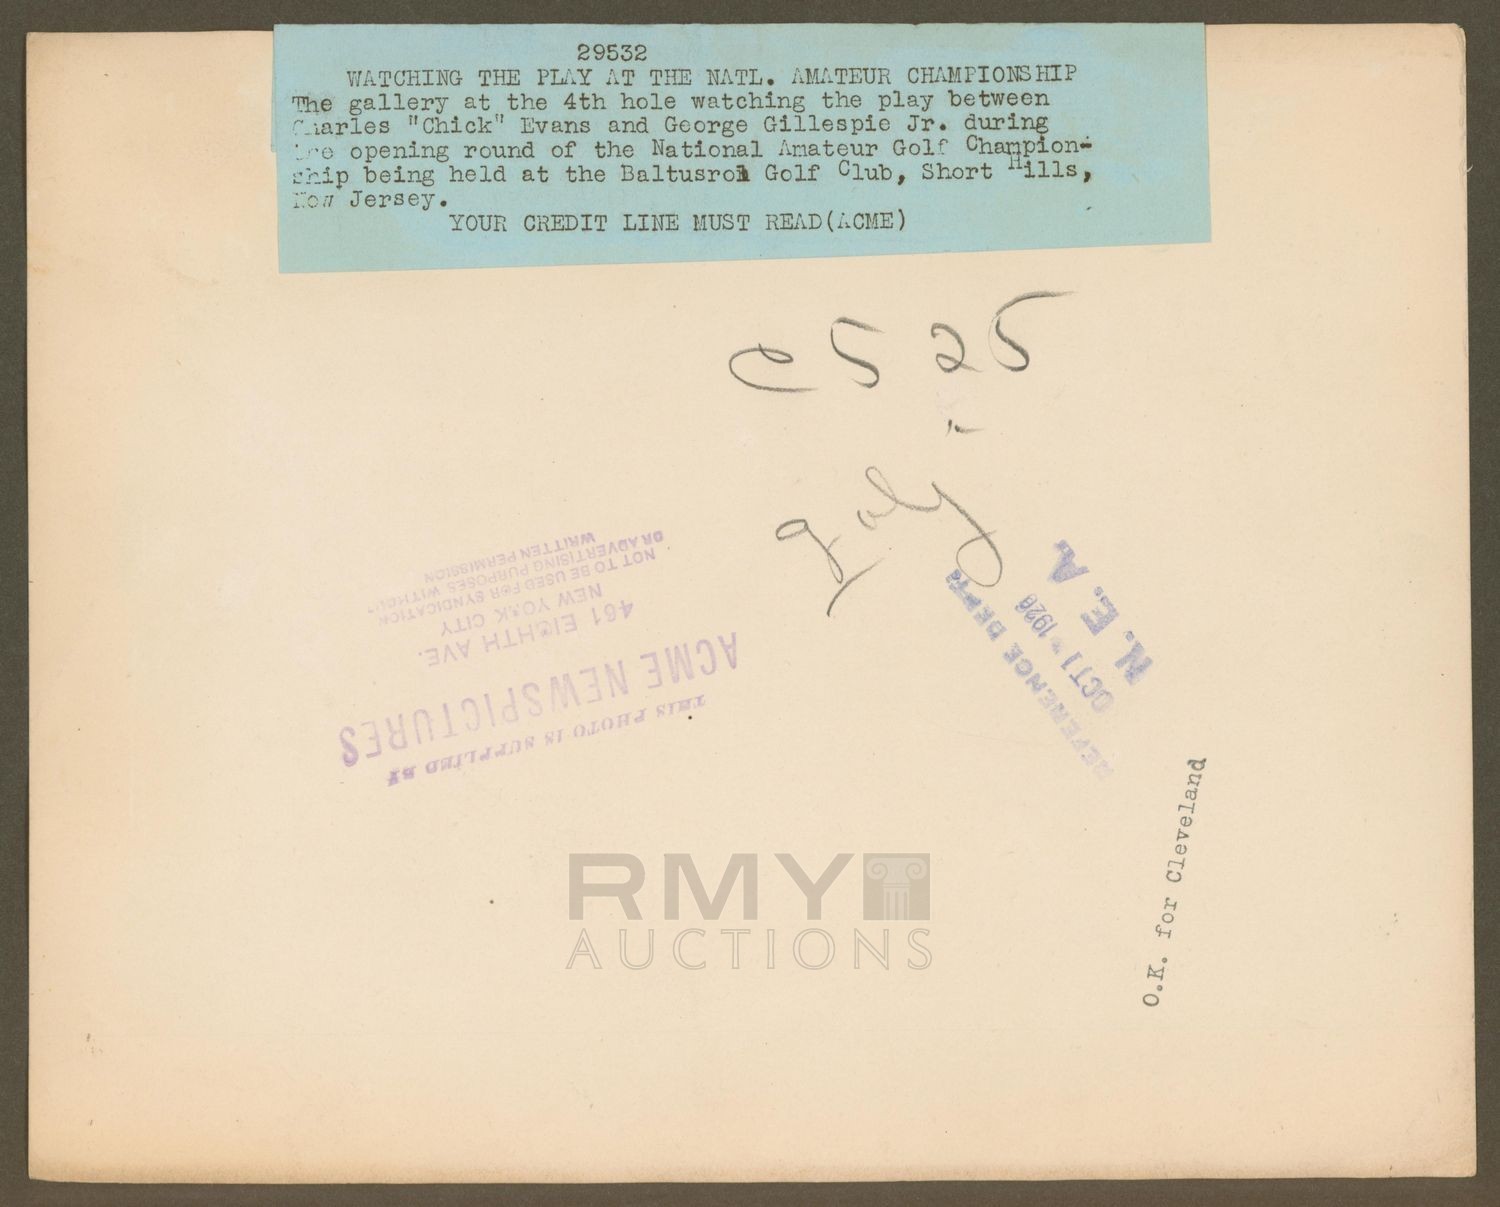 29532
WATCHING THE PLAY AT THE NATL. AMATEUR CHAMPIONSHIP
The gallery at the 4th hole watching the play between
Charles "Chick" Evans and George Gillespie Jr. during
the opening round of the National Amateur Golf Champion-
ship being held at the Baltusrol Golf Club, Short Hills,
New Jersey.
YOUR CREDIT LINE MUST READ(ACME)
c525
THIS PHOTO IS SUPPLIED BY
ACME NEWSPICTURES
461 EIGHTH AVE.
NEW YORK CITY
NOT TO BE USED FOR SYNDICATION
OR ADVERTISING PURPOSES WITHOUT
WRITTEN PERMISSION
REFERENCE DEPT.
OCT 1926
N. E. A.
O.K. for Cleveland
RMY
AUCTIONS